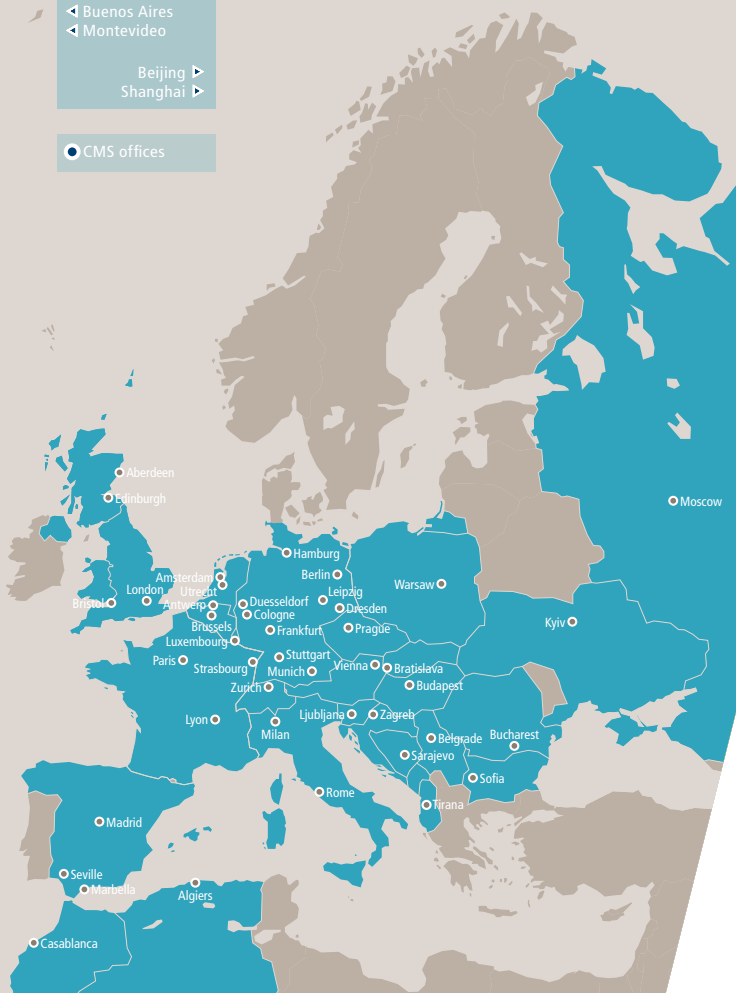 Buenos Aires
Montevideo
Beijing
Shanghai
CMS offices
Aberdeen
Edinburgh
Moscow
Hamburg
Berlin
Amsterdam
Utrecht
Warsaw
London
Leipzig
Bristol
Antwerp
Duesseldorf
Dresden
Cologne
Kyiv
Brussels
Frankfurt
Prague
Luxembourg
Stuttgart
Paris
Strasbourg
Munich
Vienna
Bratislava
Zurich
Budapest
Lyon
Milan
Ljubljana
Zagreb
Belgrade
Bucharest
Sarajevo
Sofia
Rome
Tirana
Madrid
Seville
Marbella
Algiers
Casablanca